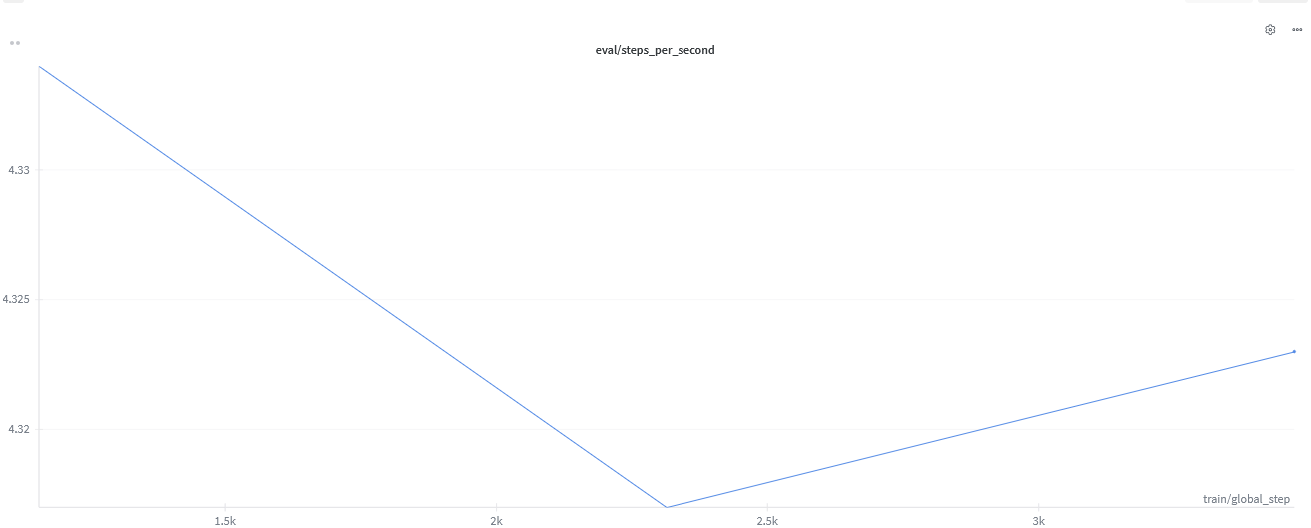 eval/steps_per_second
4.33
4.325
4.32
train/global_step
1.5k
2k
2.5k
3k